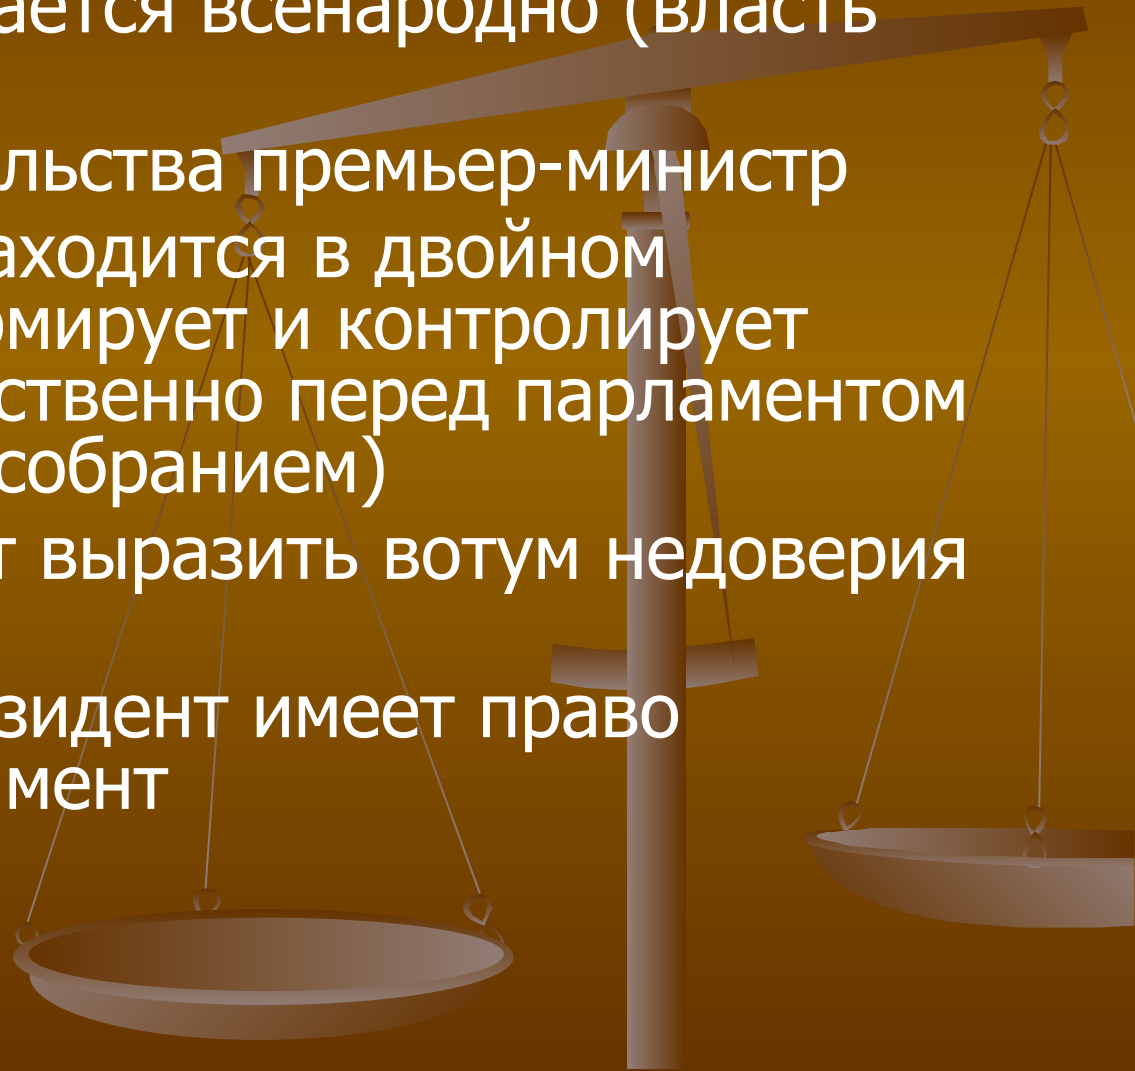 ается всенародно (власть
льства премьер-министр
аходится в двойном
омирует и контролирует
ственно перед парламентом
собранием)
т выразить вотум недоверия
зидент имеет право
мент